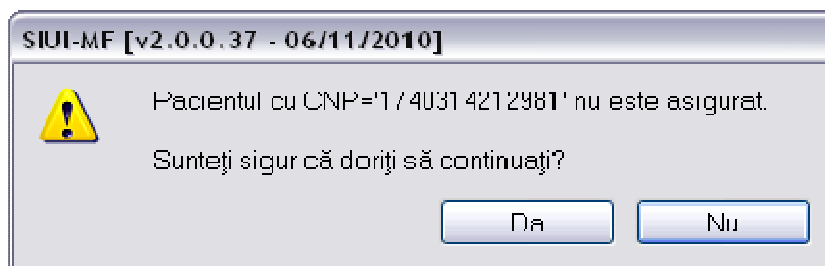 SIUI-MF [v2.0.0.37 - 06/11/2010]
Pacientul cu CNP='1740314212981' nu este asigurat.
Sunteţi sigur că doriţi să continuaţi?
Da
Nu